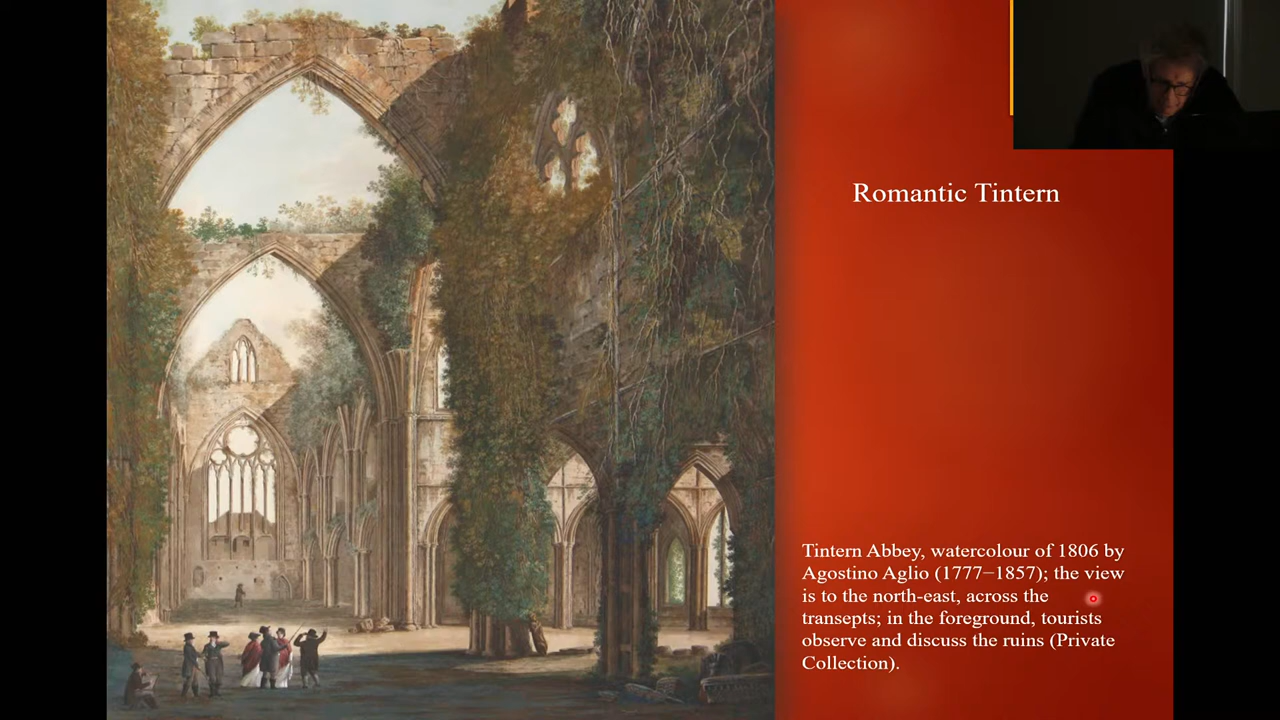 Romantic Tintern
Tintern Abbey, watercolour of 1806 by
Agostino Aglio (1777–1857); the view
is to the north-east, across the
transepts; in the foreground, tourists
observe and discuss the ruins (Private
Collection).